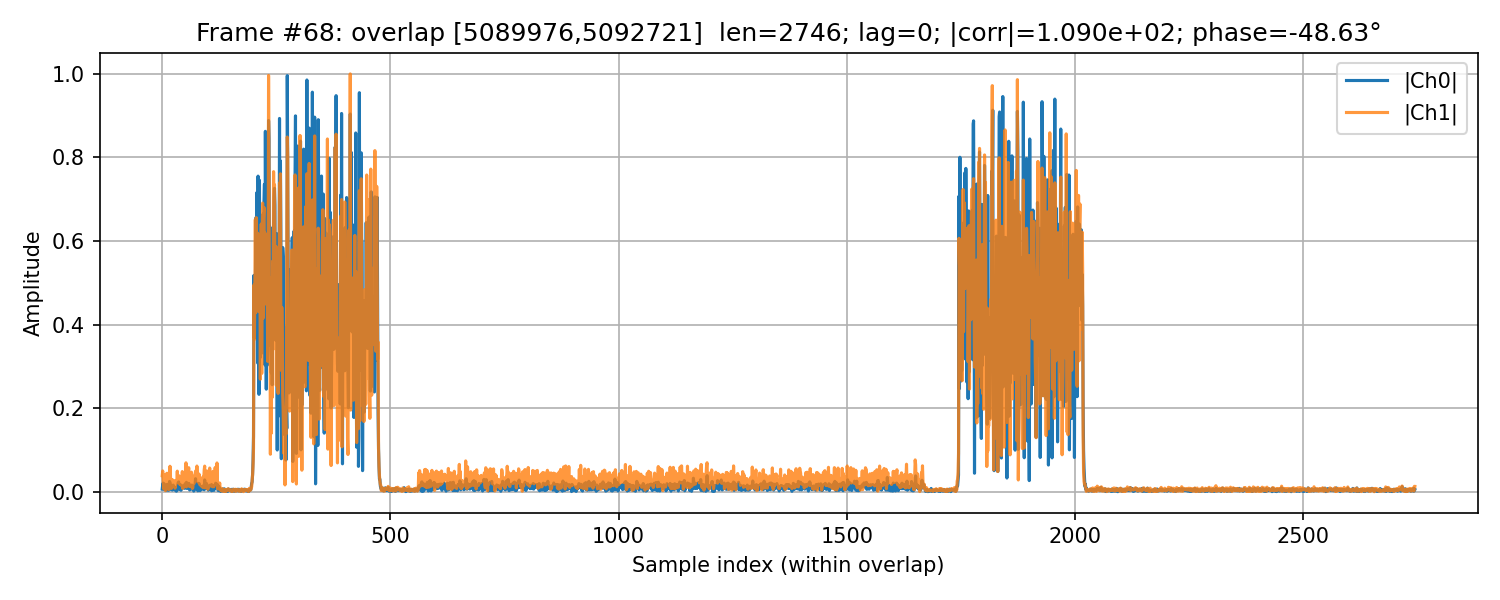 Frame #68: overlap [5089976,5092721]  len=2746; lag=0; |corr|=1.090e+02; phase=-48.63°
|Ch0|
|Ch1|
Amplitude
1.0
0.8
0.6
0.4
0.2
0.0
0 500 1000 1500 2000 2500
Sample index (within overlap)